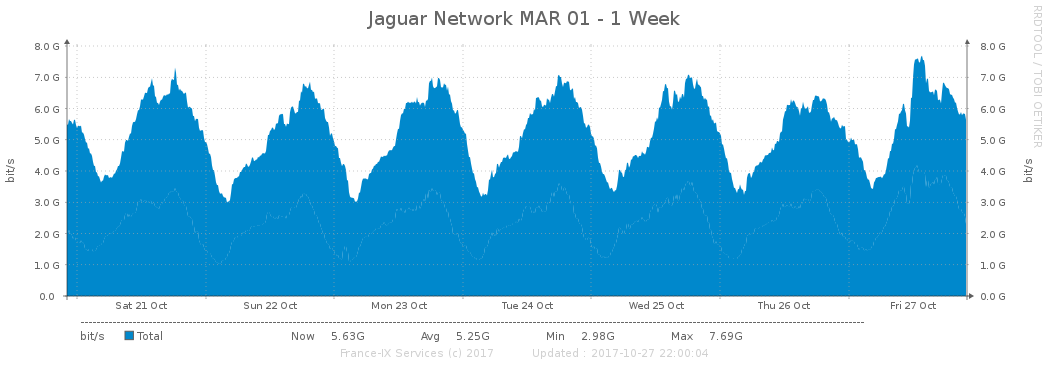 Jaguar Network MAR 01 - 1 Week
RRDTOOL / TOBI OETIKER
bit/s
8.0 G 8.0 G
7.0 G 7.0 G
6.0 G 6.0 G
5.0 G 5.0 G
4.0 G 4.0 G
3.0 G 3.0 G
2.0 G 2.0 G
1.0 G 1.0 G
0.0 0.0 G
bit/s
Sat 21 Oct Sun 22 Oct Mon 23 Oct Tue 24 Oct Wed 25 Oct Thu 26 Oct Fri 27 Oct
bit/s Total Now 5.63G Avg 5.25G Min 2.98G Max 7.69G
France-IX Services (c) 2017 Updated : 2017-10-27 22:00:04